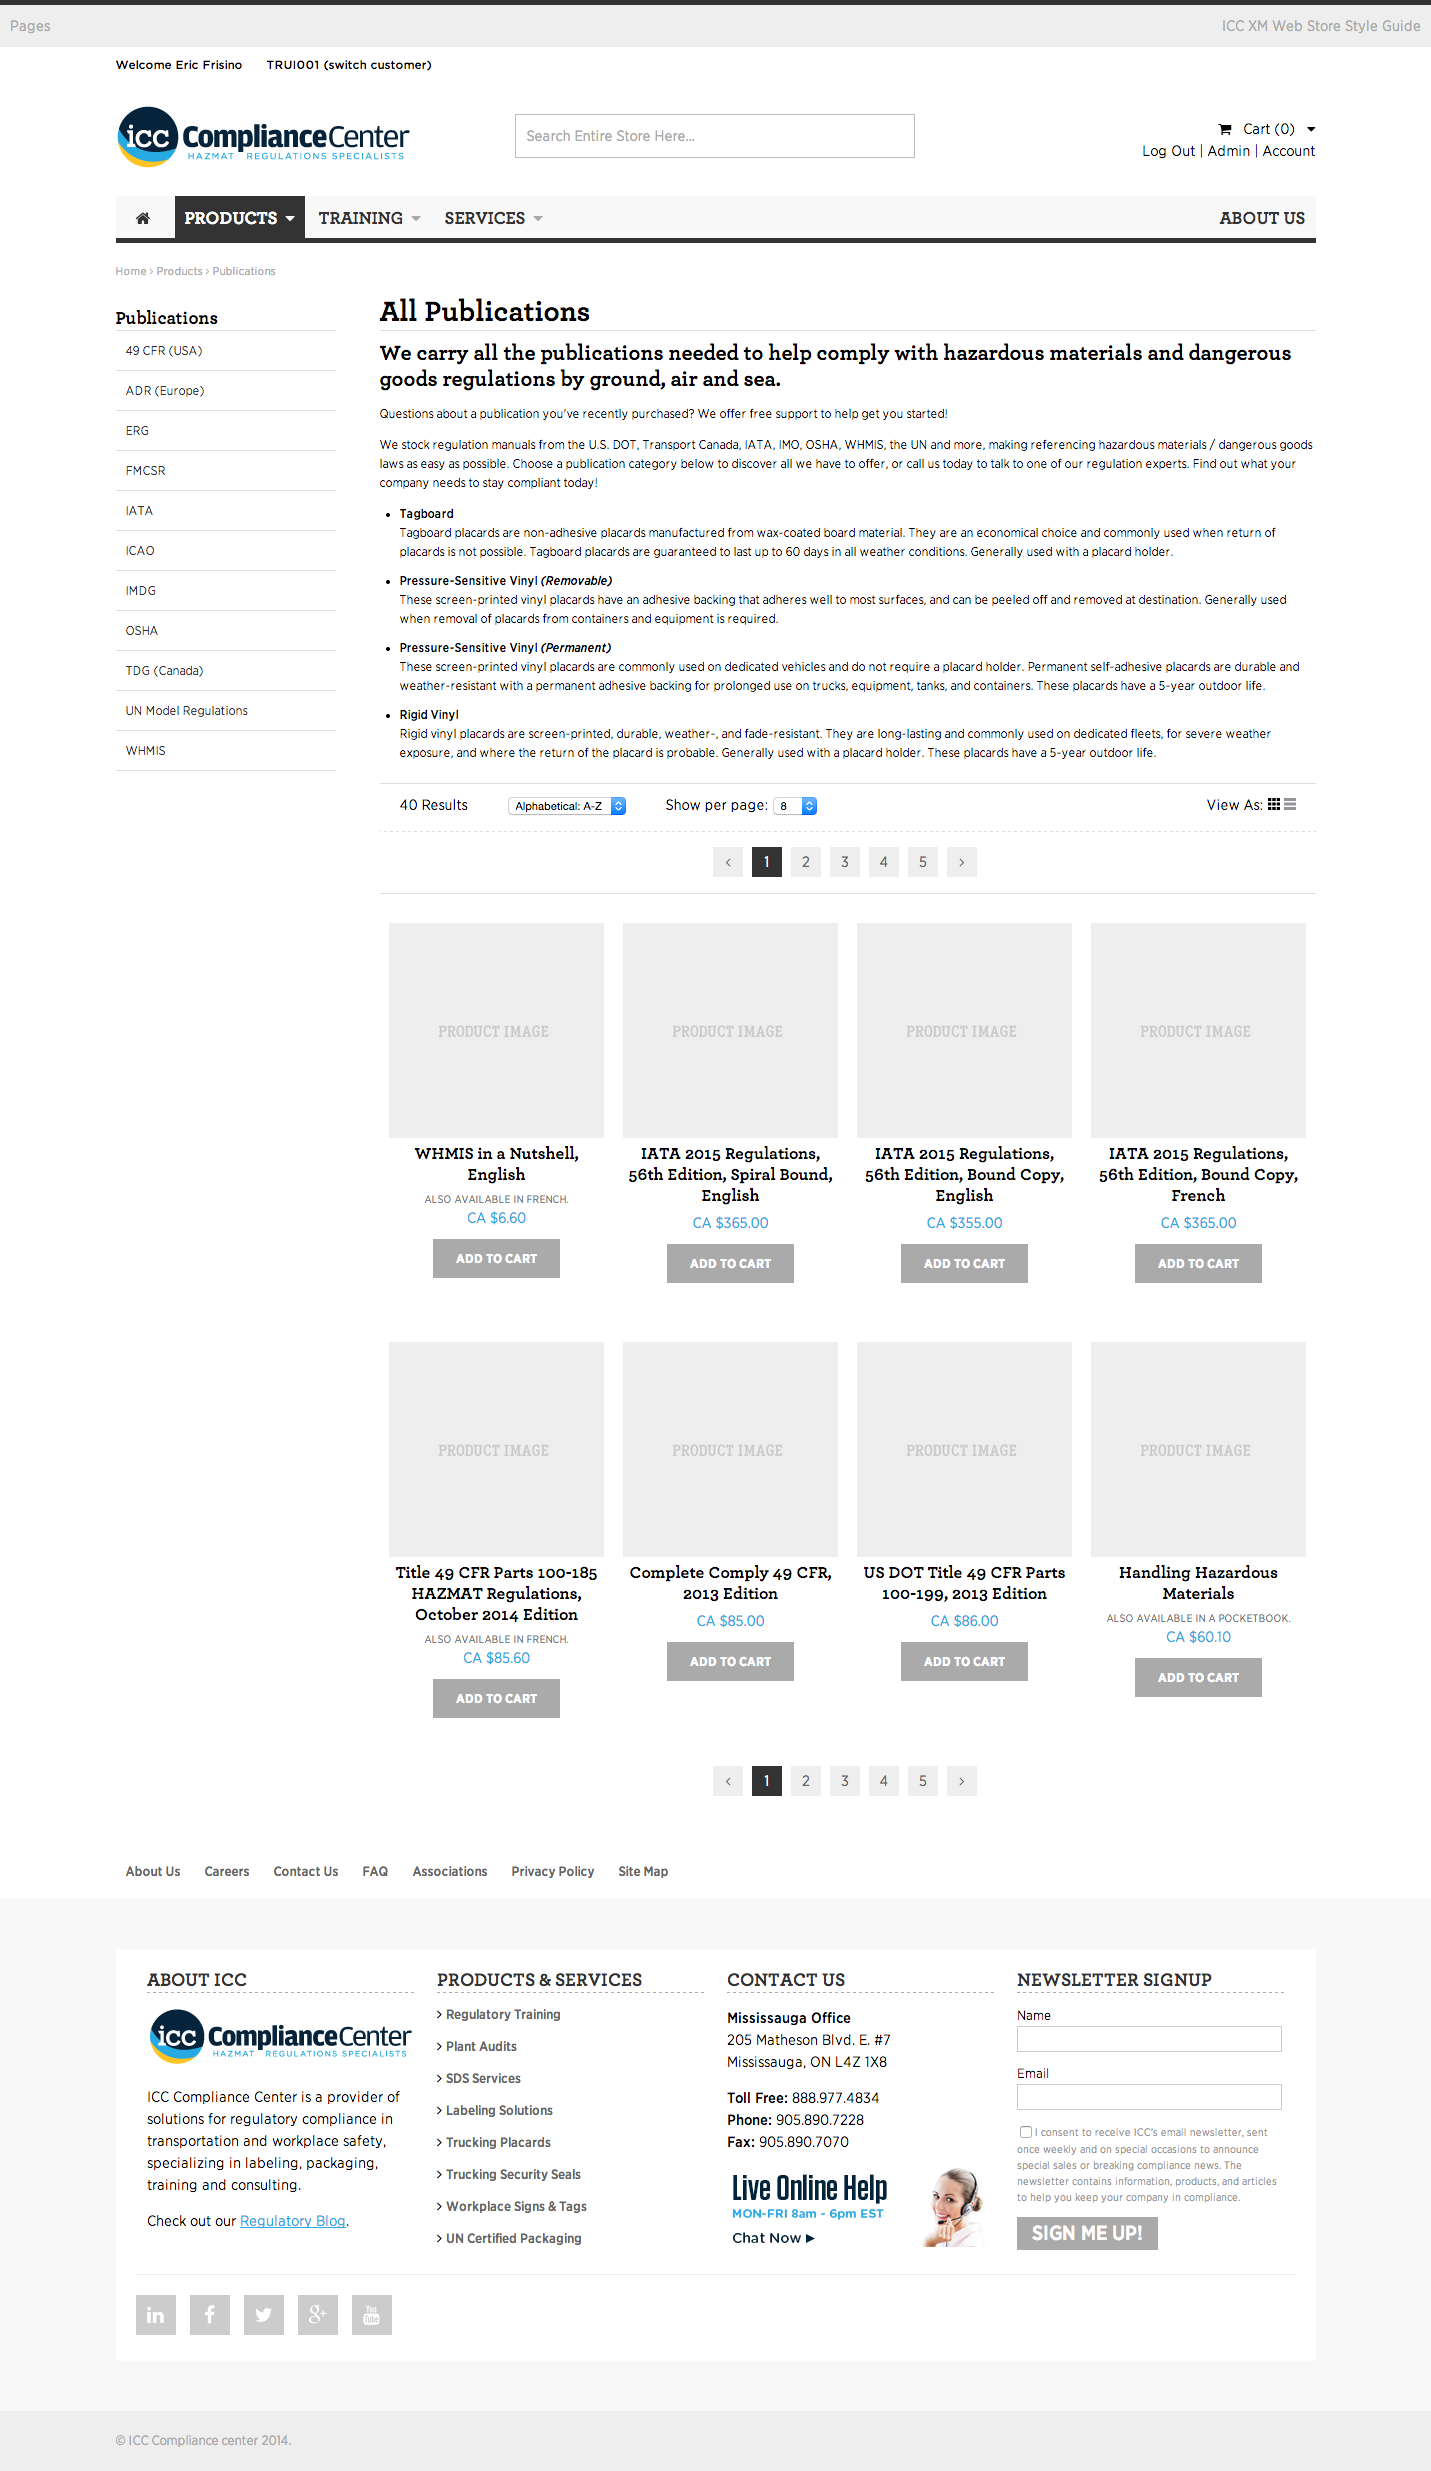 Pages
ICC XM Web Store Style Guide
Welcome Eric Frisino
TRUI001 (switch customer)
icc ComplianceCenter
HAZMAT REGULATIONS SPECIALISTS
Search Entire Store Here...
Cart (0)
Log Out | Admin | Account
PRODUCTS
TRAINING
SERVICES
ABOUT US
Home › Products › Publications
Publications
49 CFR (USA)
ADR (Europe)
ERG
FMCSR
IATA
ICAO
IMDG
OSHA
TDG (Canada)
UN Model Regulations
WHMIS
All Publications
We carry all the publications needed to help comply with hazardous materials and dangerous
goods regulations by ground, air and sea.
Questions about a publication you've recently purchased? We offer free support to help get you started!
We stock regulation manuals from the U.S. DOT, Transport Canada, IATA, IMO, OSHA, WHMIS, the UN and more, making referencing hazardous materials / dangerous goods
laws as easy as possible. Choose a publication category below to discover all we have to offer, or call us today to talk to one of our regulation experts. Find out what your
company needs to stay compliant today!
• Tagboard
Tagboard placards are non-adhesive placards manufactured from wax-coated board material. They are an economical choice and commonly used when return of
placards is not possible. Tagboard placards are guaranteed to last up to 60 days in all weather conditions. Generally used with a placard holder.
• Pressure-Sensitive Vinyl (Removable)
These screen-printed vinyl placards have an adhesive backing that adheres well to most surfaces, and can be peeled off and removed at destination. Generally used
when removal of placards from containers and equipment is required.
• Pressure-Sensitive Vinyl (Permanent)
These screen-printed vinyl placards are commonly used on dedicated vehicles and do not require a placard holder. Permanent self-adhesive placards are durable and
weather-resistant with a permanent adhesive backing for prolonged use on trucks, equipment, tanks, and containers. These placards have a 5-year outdoor life.
• Rigid Vinyl
Rigid vinyl placards are screen-printed, durable, weather-, and fade-resistant. They are long-lasting and commonly used on dedicated fleets, for severe weather
exposure, and where the return of the placard is probable. Generally used with a placard holder. These placards have a 5-year outdoor life.
40 Results
Alphabetical: A-Z
Show per page: 8
View As:
‹ 1 2 3 4 5 ›
PRODUCT IMAGE
WHMIS in a Nutshell,
English
ALSO AVAILABLE IN FRENCH.
CA $6.60
ADD TO CART
PRODUCT IMAGE
IATA 2015 Regulations,
56th Edition, Spiral Bound,
English
CA $365.00
ADD TO CART
PRODUCT IMAGE
IATA 2015 Regulations,
56th Edition, Bound Copy,
English
CA $355.00
ADD TO CART
PRODUCT IMAGE
IATA 2015 Regulations,
56th Edition, Bound Copy,
French
CA $365.00
ADD TO CART
PRODUCT IMAGE
Title 49 CFR Parts 100-185
HAZMAT Regulations,
October 2014 Edition
ALSO AVAILABLE IN FRENCH.
CA $85.60
ADD TO CART
PRODUCT IMAGE
Complete Comply 49 CFR,
2013 Edition
CA $85.00
ADD TO CART
PRODUCT IMAGE
US DOT Title 49 CFR Parts
100-199, 2013 Edition
CA $86.00
ADD TO CART
PRODUCT IMAGE
Handling Hazardous
Materials
ALSO AVAILABLE IN A POCKETBOOK.
CA $60.10
ADD TO CART
‹ 1 2 3 4 5 ›
About Us
Careers
Contact Us
FAQ
Associations
Privacy Policy
Site Map
ABOUT ICC
icc ComplianceCenter
HAZMAT REGULATIONS SPECIALISTS
ICC Compliance Center is a provider of
solutions for regulatory compliance in
transportation and workplace safety,
specializing in labeling, packaging,
training and consulting.
Check out our Regulatory Blog.
PRODUCTS & SERVICES
› Regulatory Training
› Plant Audits
› SDS Services
› Labeling Solutions
› Trucking Placards
› Trucking Security Seals
› Workplace Signs & Tags
› UN Certified Packaging
CONTACT US
Mississauga Office
205 Matheson Blvd. E. #7
Mississauga, ON L4Z 1X8
Toll Free: 888.977.4834
Phone: 905.890.7228
Fax: 905.890.7070
Live Online Help
MON-FRI 8am - 6pm EST
Chat Now ►
NEWSLETTER SIGNUP
Name
Email
I consent to receive ICC's email newsletter, sent
once weekly and on special occasions to announce
special sales or breaking compliance news. The
newsletter contains information, products, and articles
to help you keep your company in compliance.
SIGN ME UP!
in
f
g+
You Tube
© ICC Compliance center 2014.